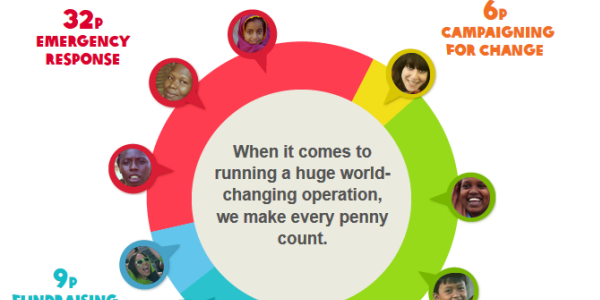 32p
EMERGENCY
RESPONSE
6p
CAMPAIGNING
FOR CHANGE
When it comes to
running a huge world-
changing operation,
we make every penny
count.
9p
FUNDRAISING